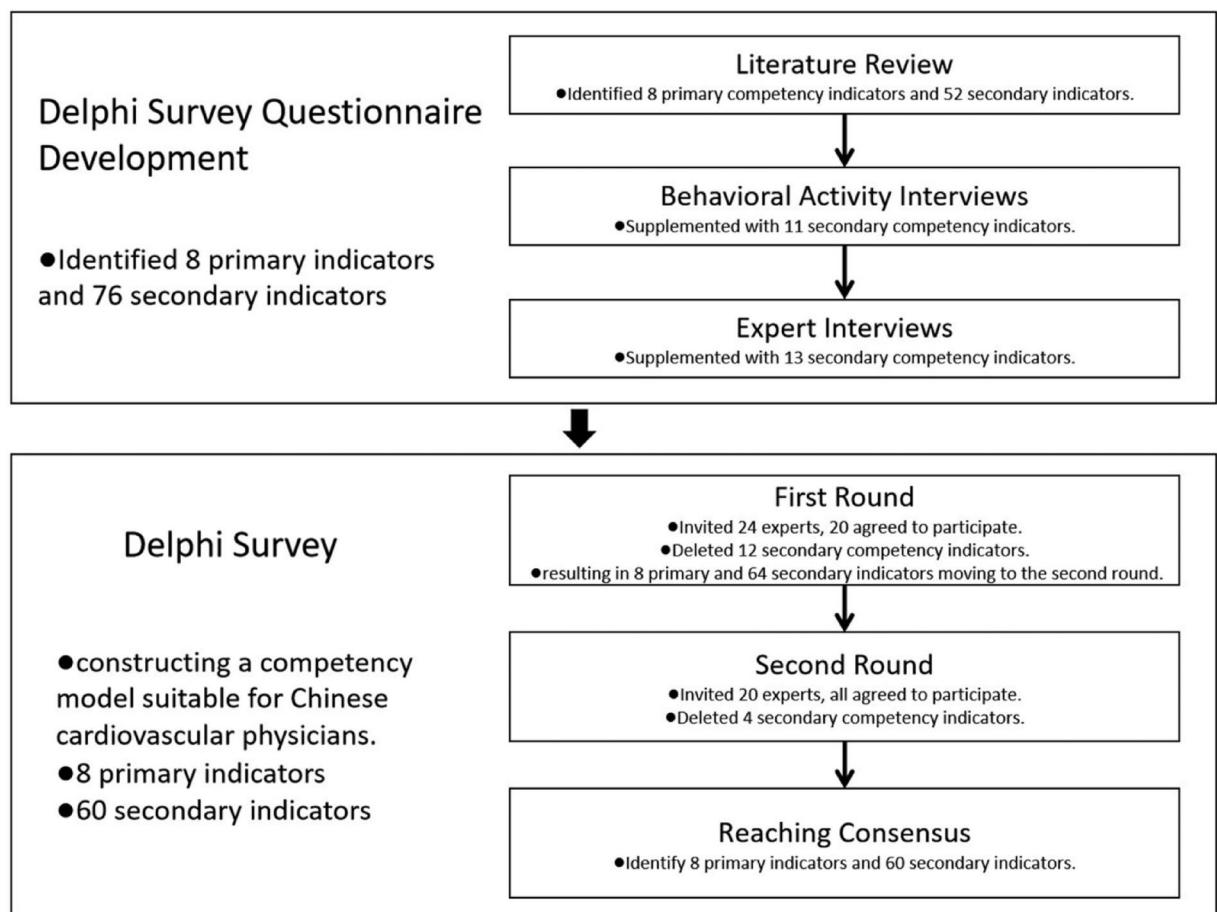 Delphi Survey Questionnaire
Development
●Identified 8 primary indicators
and 76 secondary indicators
Literature Review
●Identified 8 primary competency indicators and 52 secondary indicators.
Behavioral Activity Interviews
●Supplemented with 11 secondary competency indicators.
Expert Interviews
●Supplemented with 13 secondary competency indicators.
Delphi Survey
●constructing a competency
model suitable for Chinese
cardiovascular physicians.
●8 primary indicators
●60 secondary indicators
First Round
●Invited 24 experts, 20 agreed to participate.
●Deleted 12 secondary competency indicators.
●resulting in 8 primary and 64 secondary indicators moving to the second round.
Second Round
●Invited 20 experts, all agreed to participate.
●Deleted 4 secondary competency indicators.
Reaching Consensus
●Identify 8 primary indicators and 60 secondary indicators.